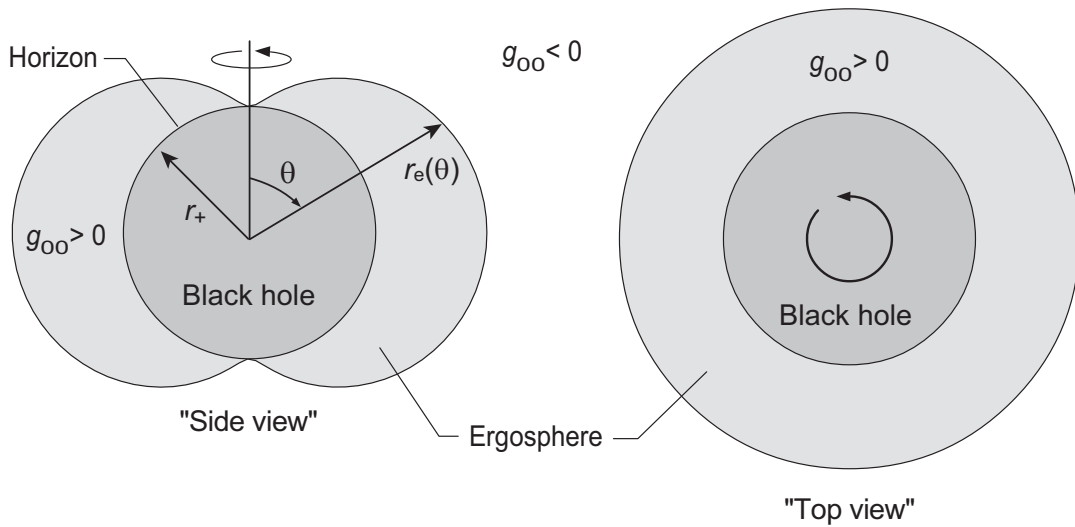 Horizon
θ
r₊
rₑ(θ)
g₀₀ > 0
Black hole
"Side view"
g₀₀ < 0
g₀₀ > 0
Black hole
Ergosphere
"Top view"